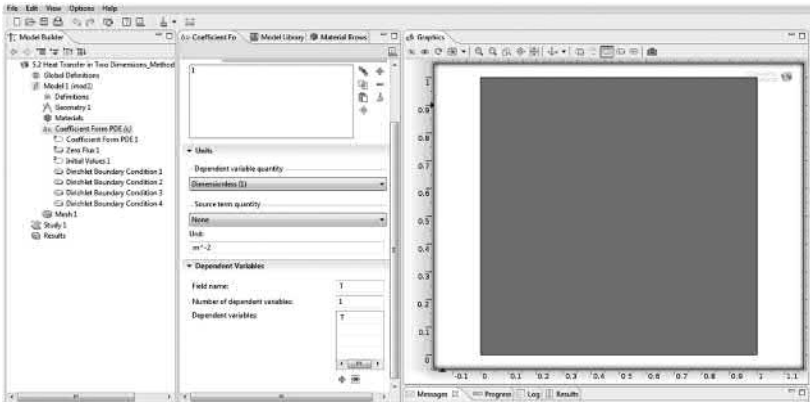 File Edit View Options Help
Model Builder
5.2 Heat Transfer in Two Dimensions_Method
Global Definitions
Model 1 (mod1)
Definitions
Geometry 1
Materials
Coefficient Form PDE (c)
Coefficient Form PDE 1
Zero Flux 1
Initial Values 1
Dirichlet Boundary Condition 1
Dirichlet Boundary Condition 2
Dirichlet Boundary Condition 3
Dirichlet Boundary Condition 4
Mesh 1
Study 1
Results
Coefficient Fo Model Library Material Brows
1
Units
Dependent variable quantity
Dimensionless (1)
Source term quantity
None
Unit:
m^-2
Dependent Variables
Field name: T
Number of dependent variables: 1
Dependent variables: T
Graphics
1
0.9
0.8
0.7
0.6
0.5
0.4
0.3
0.2
0.1
0
-0.1 0 0.1 0.2 0.3 0.4 0.5 0.6 0.7 0.8 0.9 1 1.1
Messages Progress Log Results